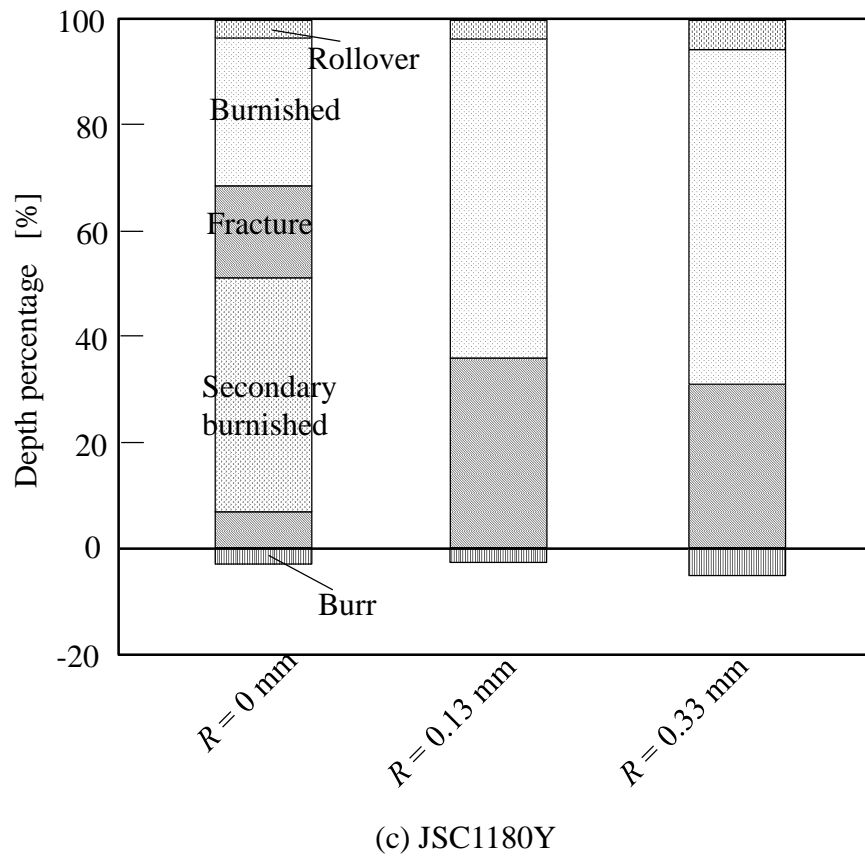 100
Rollover
Burnished
80
Fracture
60
40
Secondary
burnished
20
0
Burr
-20
Depth percentage [%]
R = 0 mm
R = 0.13 mm
R = 0.33 mm
(c) JSC1180Y